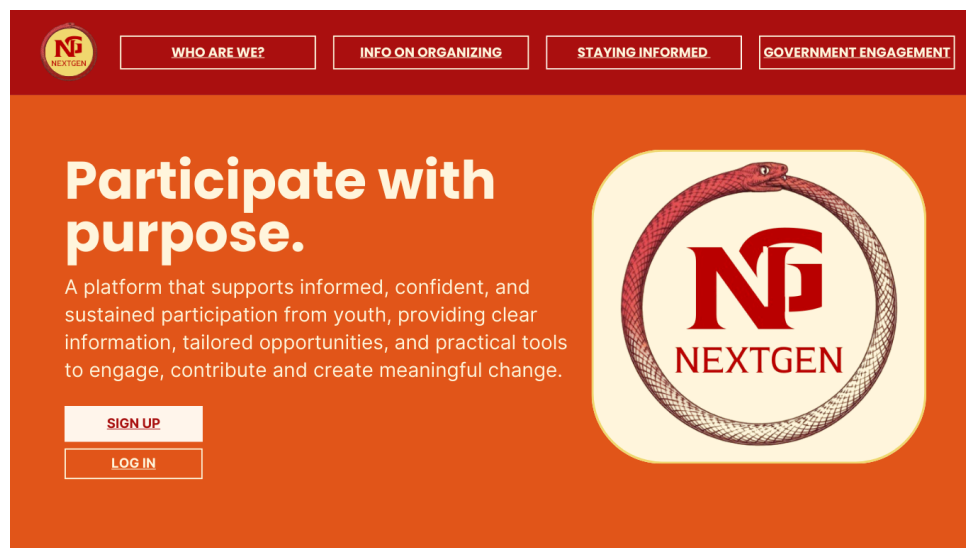 NG
NEXTGEN
WHO ARE WE?
INFO ON ORGANIZING
STAYING INFORMED
GOVERNMENT ENGAGEMENT
Participate with
purpose.
A platform that supports informed, confident, and
sustained participation from youth, providing clear
information, tailored opportunities, and practical tools
to engage, contribute and create meaningful change.
SIGN UP
LOG IN
NG
NEXTGEN